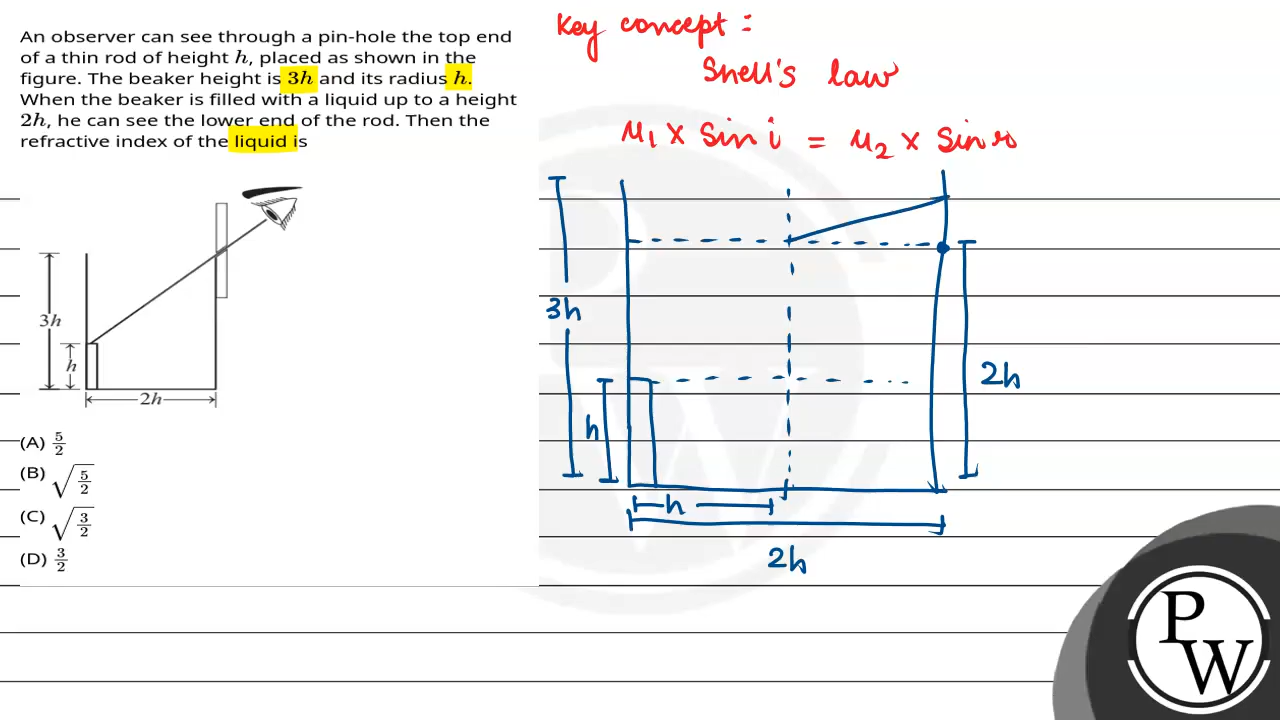 An observer can see through a pin-hole the top end
of a thin rod of height h, placed as shown in the
figure. The beaker height is 3h and its radius h.
When the beaker is filled with a liquid up to a height
2h, he can see the lower end of the rod. Then the
refractive index of the liquid is
3h
h
2h
(A) 5/2
(B) √(5/2)
(C) √(3/2)
(D) 3/2
Key concept :
Snell's law
μ₁ × sin i = μ₂ × sin r
3h
h
2h
h
2h
P
W